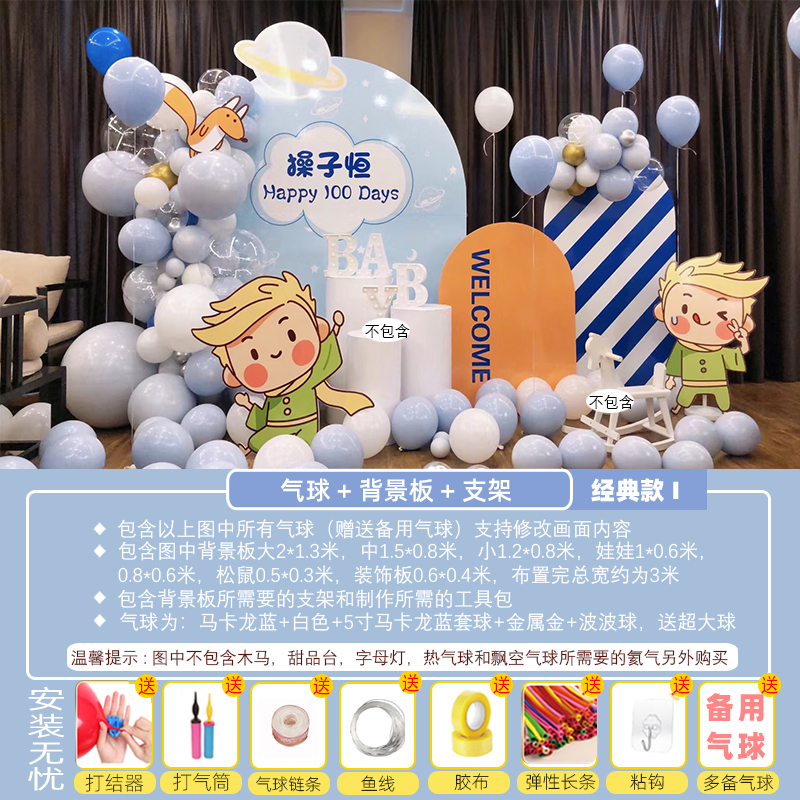 操子恒
Happy 100 Days
BA
B
Y
不包含
WELCOME
不包含
气球+背景板+支架
经典款 I
◆ 包含以上图中所有气球（赠送备用气球）支持修改画面内容
◆ 包含图中背景板大2*1.3米，中1.5*0.8米，小1.2*0.8米，娃娃1*0.6米，
0.8*0.6米，松鼠0.5*0.3米，装饰板0.6*0.4米，布置完总宽约为3米
◆ 包含背景板所需要的支架和制作所需的工具包
◆ 气球为：马卡龙蓝+白色+5寸马卡龙蓝套球+金属金+波波球，送超大球
温馨提示 : 图中不包含木马，甜品台，字母灯，热气球和飘空气球所需要的氦气另外购买
安装无忧
送 送 送 送 送 送 送 送
备用
气球
打结器 打气筒 气球链条 鱼线 胶布 弹性长条 粘钩 多备气球